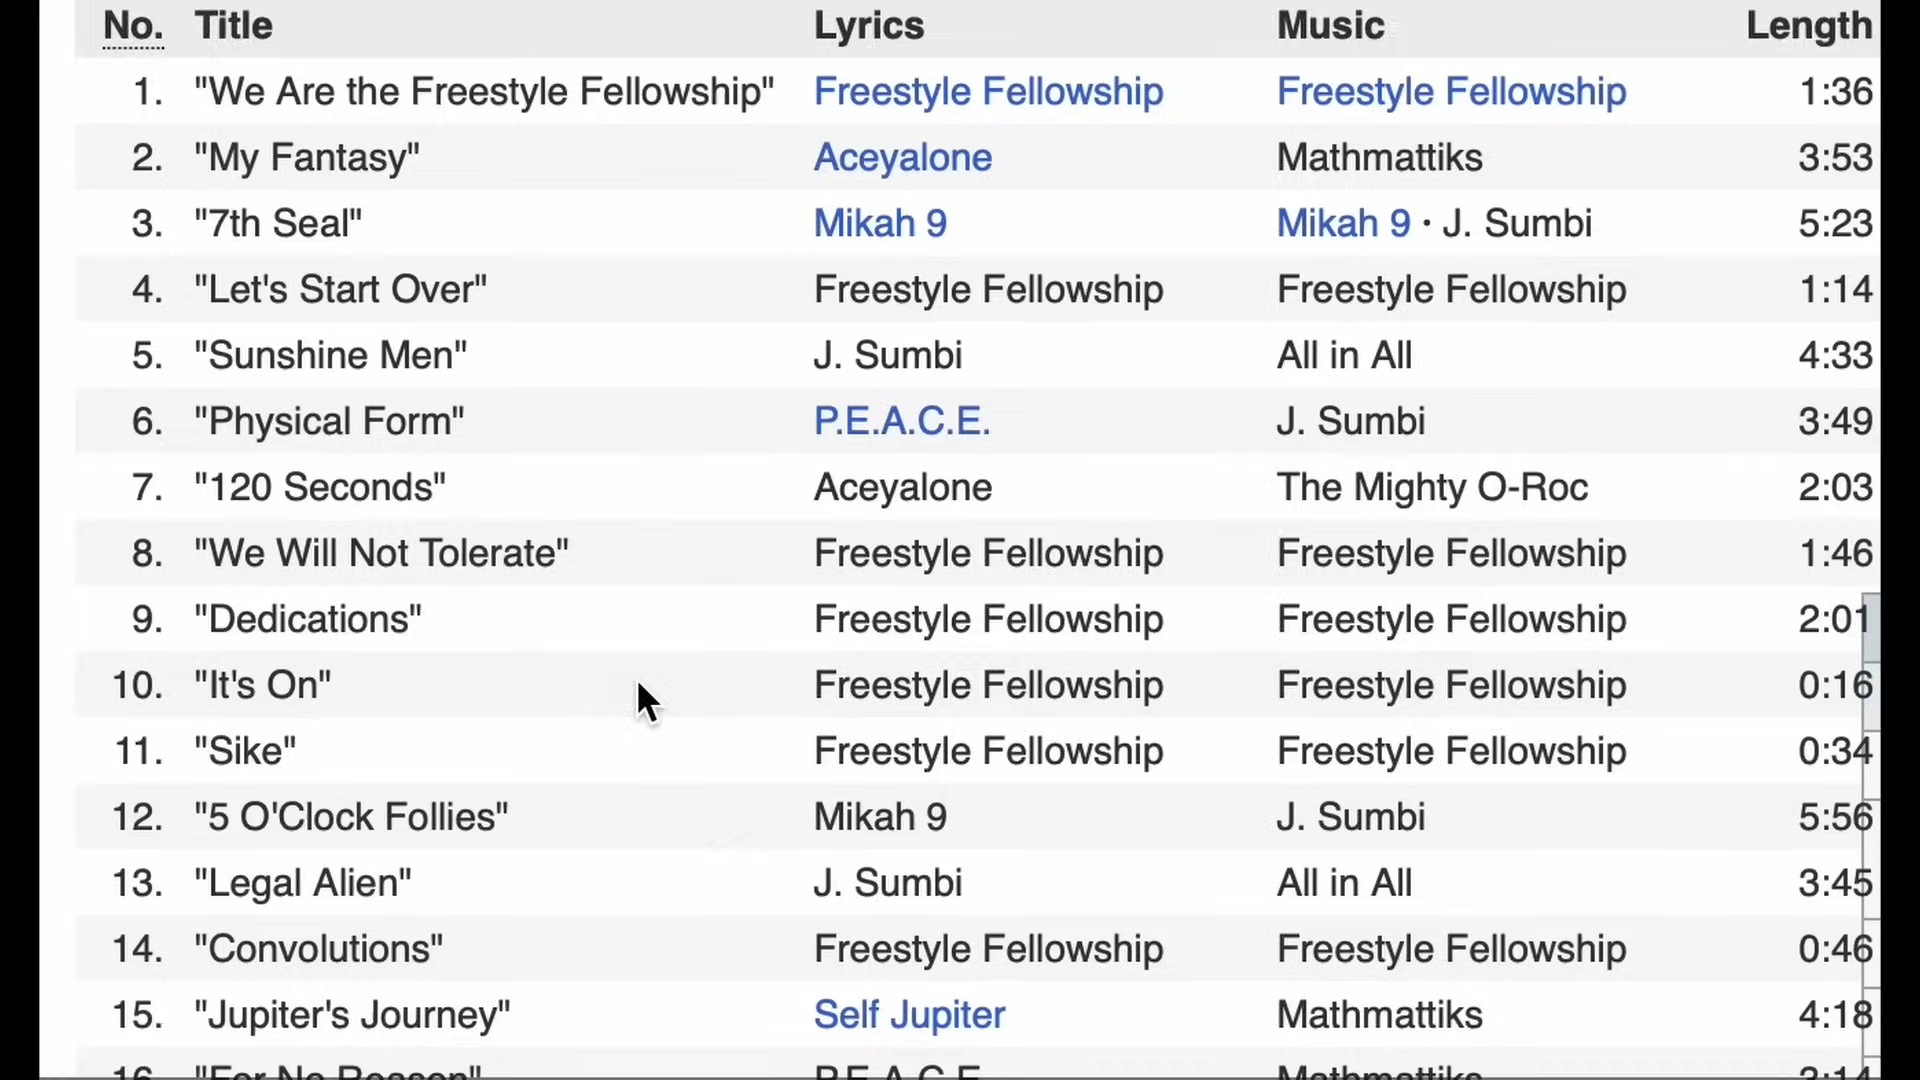 No. Title Lyrics Music Length
1. "We Are the Freestyle Fellowship" Freestyle Fellowship Freestyle Fellowship 1:36
2. "My Fantasy" Aceyalone Mathmattiks 3:53
3. "7th Seal" Mikah 9 Mikah 9 · J. Sumbi 5:23
4. "Let's Start Over" Freestyle Fellowship Freestyle Fellowship 1:14
5. "Sunshine Men" J. Sumbi All in All 4:33
6. "Physical Form" P.E.A.C.E. J. Sumbi 3:49
7. "120 Seconds" Aceyalone The Mighty O-Roc 2:03
8. "We Will Not Tolerate" Freestyle Fellowship Freestyle Fellowship 1:46
9. "Dedications" Freestyle Fellowship Freestyle Fellowship 2:01
10. "It's On" Freestyle Fellowship Freestyle Fellowship 0:16
11. "Sike" Freestyle Fellowship Freestyle Fellowship 0:34
12. "5 O'Clock Follies" Mikah 9 J. Sumbi 5:56
13. "Legal Alien" J. Sumbi All in All 3:45
14. "Convolutions" Freestyle Fellowship Freestyle Fellowship 0:46
15. "Jupiter's Journey" Self Jupiter Mathmattiks 4:18
16. "For No Reason" P.E.A.C.E. Mathmattiks